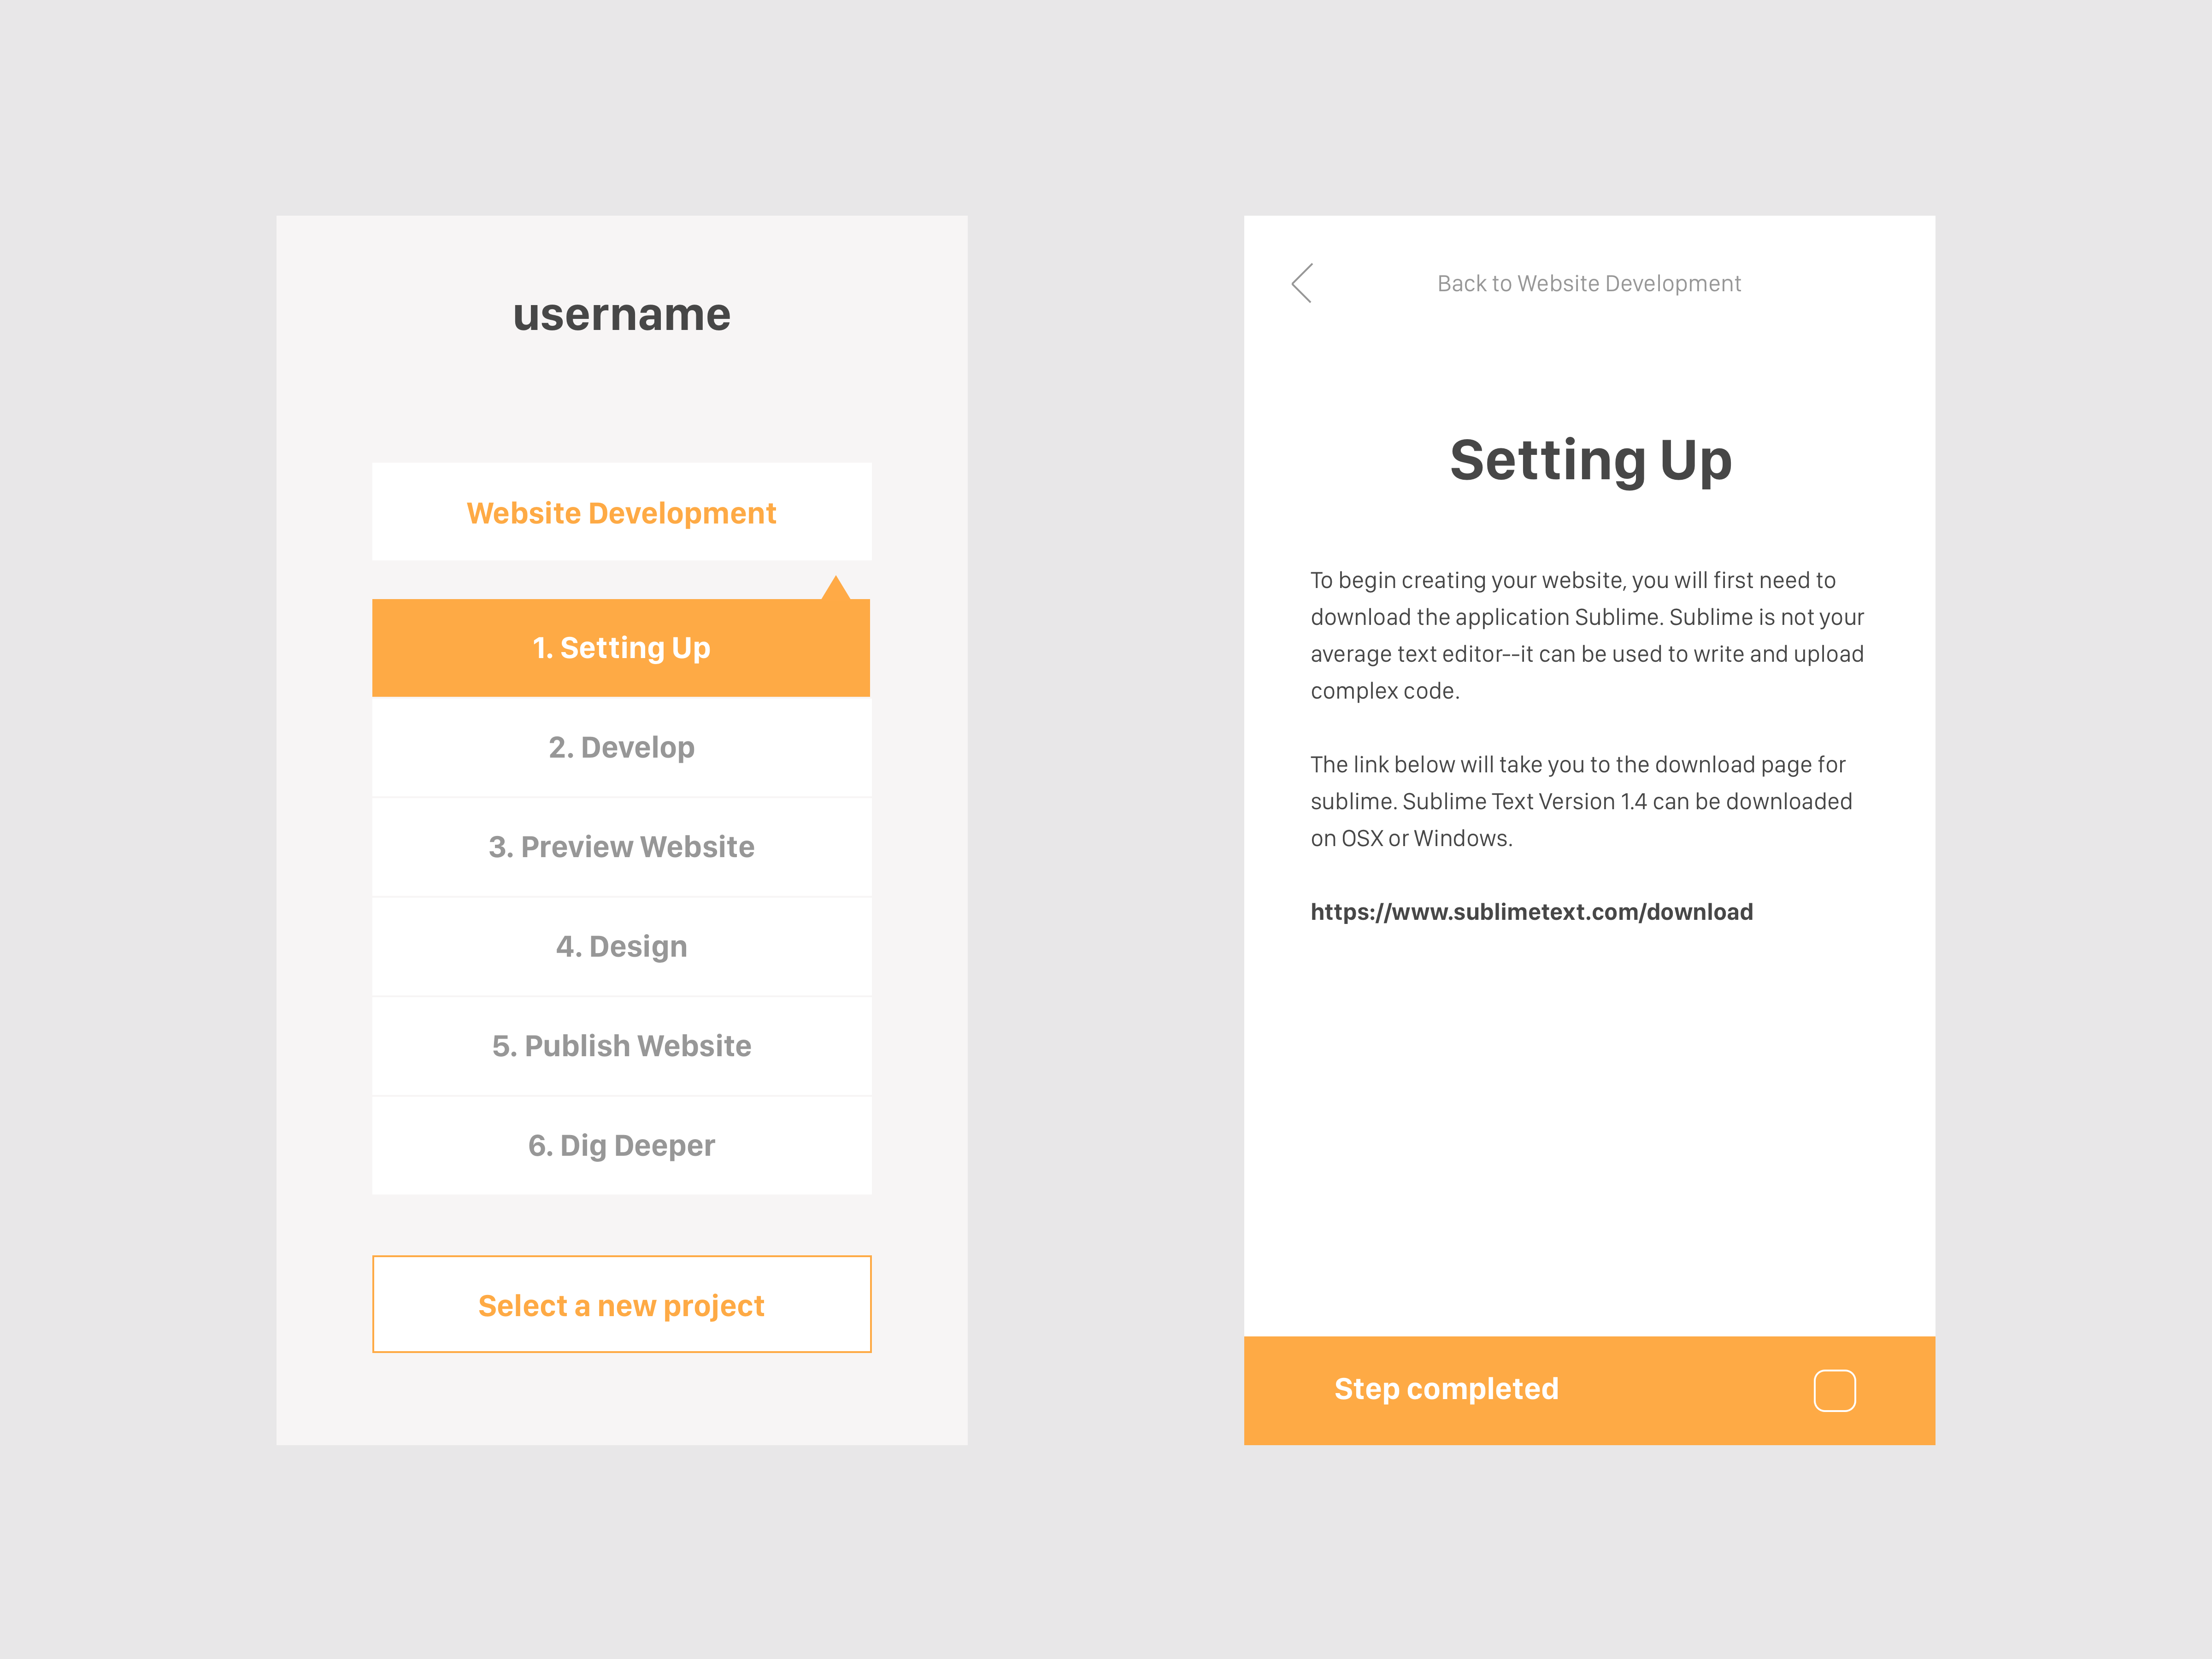 username
Website Development
1. Setting Up
2. Develop
3. Preview Website
4. Design
5. Publish Website
6. Dig Deeper
Select a new project
Back to Website Development
Setting Up
To begin creating your website, you will first need to
download the application Sublime. Sublime is not your
average text editor--it can be used to write and upload
complex code.
The link below will take you to the download page for
sublime. Sublime Text Version 1.4 can be downloaded
on OSX or Windows.
https://www.sublimetext.com/download
Step completed